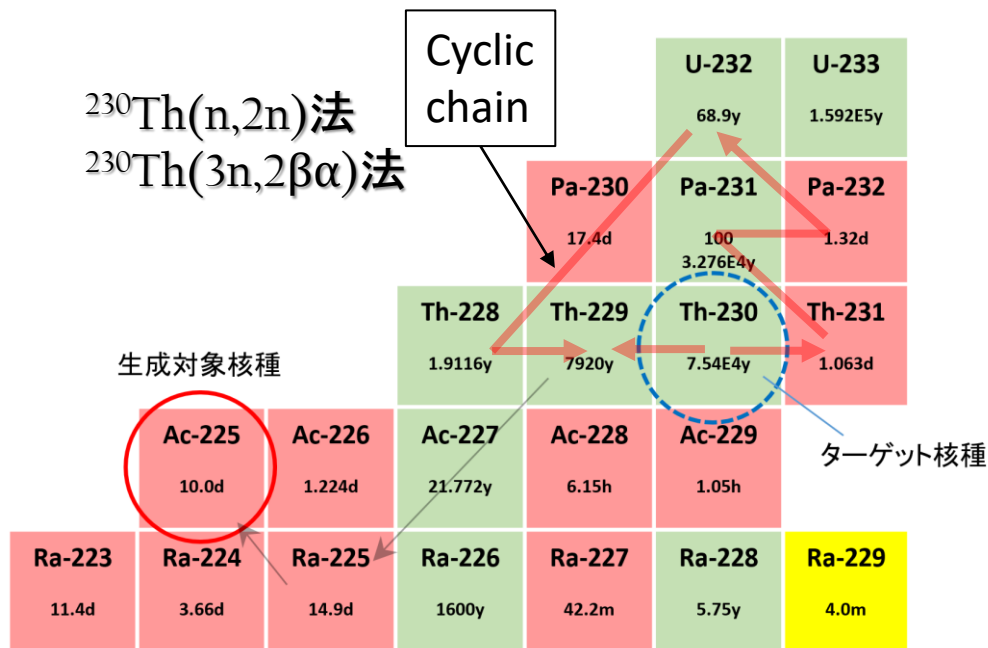 Cyclic
chain
²³⁰Th(n,2n)法
²³⁰Th(3n,2βα)法
U-232
68.9y
U-233
1.592E5y
Pa-230
17.4d
Pa-231
100
3.276E4y
Pa-232
1.32d
Th-228
1.9116y
Th-229
7920y
Th-230
7.54E4y
Th-231
1.063d
生成対象核種
ターゲット核種
Ac-225
10.0d
Ac-226
1.224d
Ac-227
21.772y
Ac-228
6.15h
Ac-229
1.05h
Ra-223
11.4d
Ra-224
3.66d
Ra-225
14.9d
Ra-226
1600y
Ra-227
42.2m
Ra-228
5.75y
Ra-229
4.0m